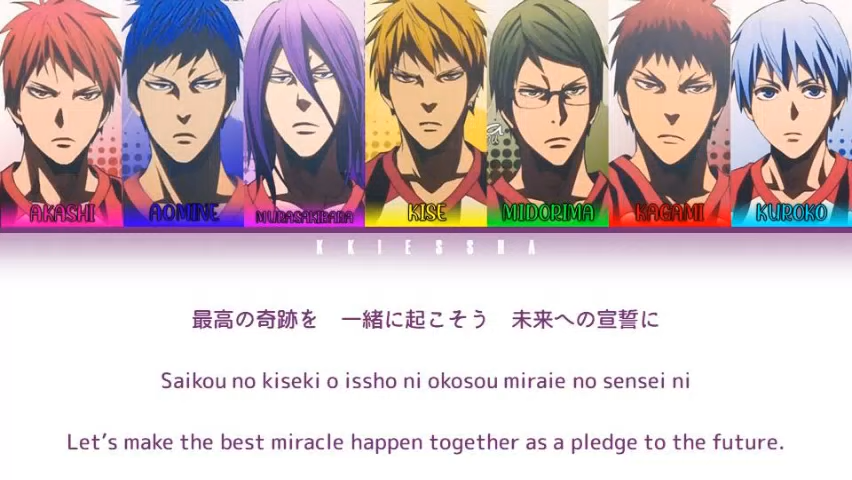 AKASHI AOMINE MURASAKIBARA KISE MIDORIMA KAGAMI KUROKO
最高の奇跡を 一緒に起こそう 未来への宣誓に
Saikou no kiseki o issho ni okosou miraie no sensei ni
Let's make the best miracle happen together as a pledge to the future.